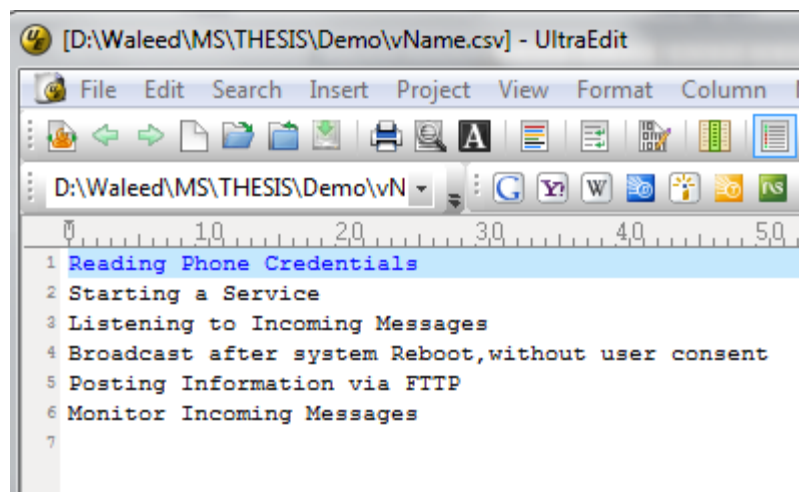 [D:\Waleed\MS\THESIS\Demo\vName.csv] - UltraEdit
File Edit Search Insert Project View Format Column
D:\Waleed\MS\THESIS\Demo\vN
0 10 20 30 40 50
1 Reading Phone Credentials
2 Starting a Service
3 Listening to Incoming Messages
4 Broadcast after system Reboot,without user consent
5 Posting Information via FTTP
6 Monitor Incoming Messages
7